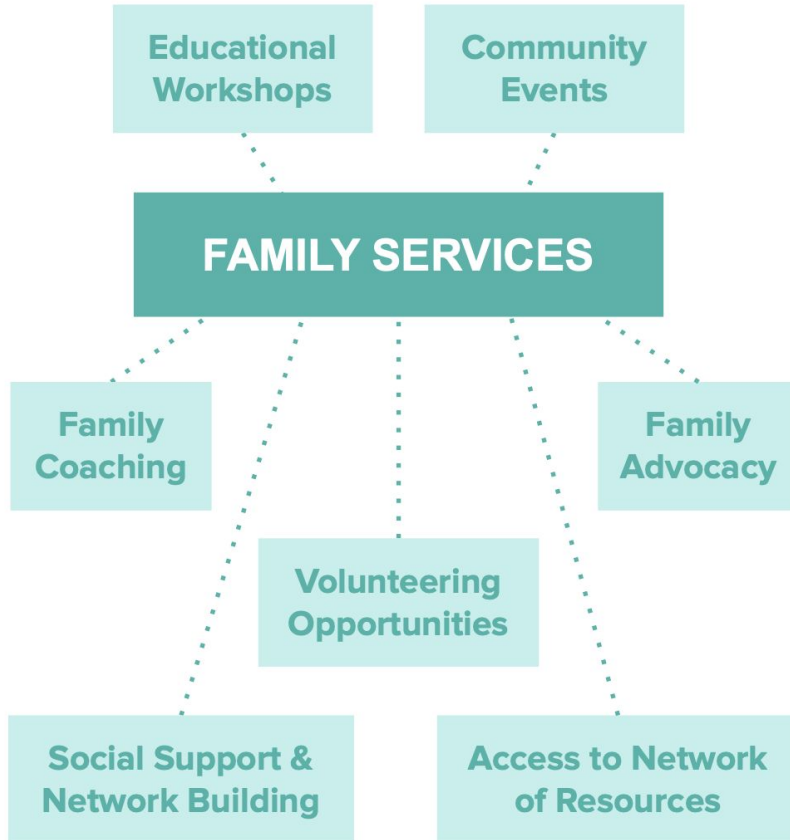 Educational
Workshops
Community
Events
FAMILY SERVICES
Family
Coaching
Family
Advocacy
Volunteering
Opportunities
Social Support &
Network Building
Access to Network
of Resources